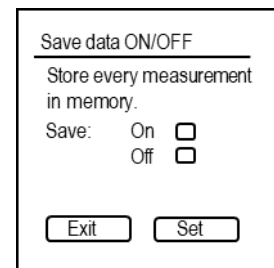 Save data ON/OFF
Store every measurement
in memory.
Save: On
Off
Exit Set